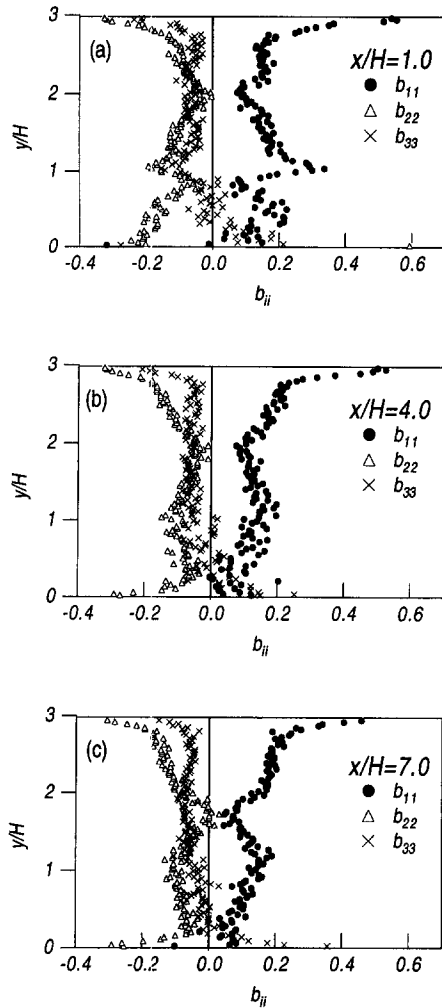 (a)
x/H=1.0
● b11
△ b22
× b33
3
2
1
0
y/H
-0.4 -0.2 0.0 0.2 0.4 0.6
bii
(b)
x/H=4.0
● b11
△ b22
× b33
3
2
1
0
y/H
-0.4 -0.2 0.0 0.2 0.4 0.6
bii
(c)
x/H=7.0
● b11
△ b22
× b33
3
2
1
0
y/H
-0.4 -0.2 0.0 0.2 0.4 0.6
bii